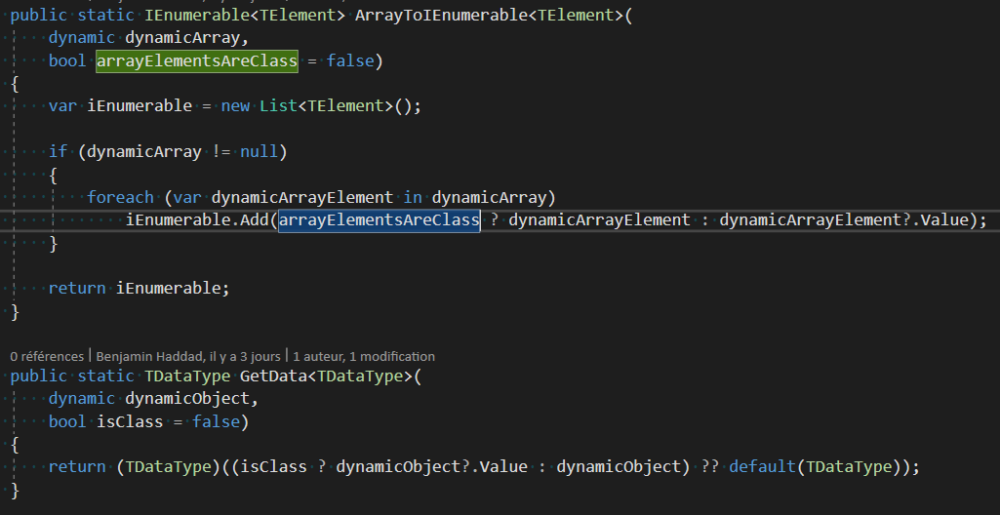 public static IEnumerable<TElement> ArrayToIEnumerable<TElement>(
    dynamic dynamicArray,
    bool arrayElementsAreClass = false)
{
    var iEnumerable = new List<TElement>();
    if (dynamicArray != null)
    {
        foreach (var dynamicArrayElement in dynamicArray)
            iEnumerable.Add(arrayElementsAreClass ? dynamicArrayElement : dynamicArrayElement?.Value);
    }
    return iEnumerable;
}
0 références | Benjamin Haddad, il y a 3 jours | 1 auteur, 1 modification
public static TDataType GetData<TDataType>(
    dynamic dynamicObject,
    bool isClass = false)
{
    return (TDataType)((isClass ? dynamicObject?.Value : dynamicObject) ?? default(TDataType));
}